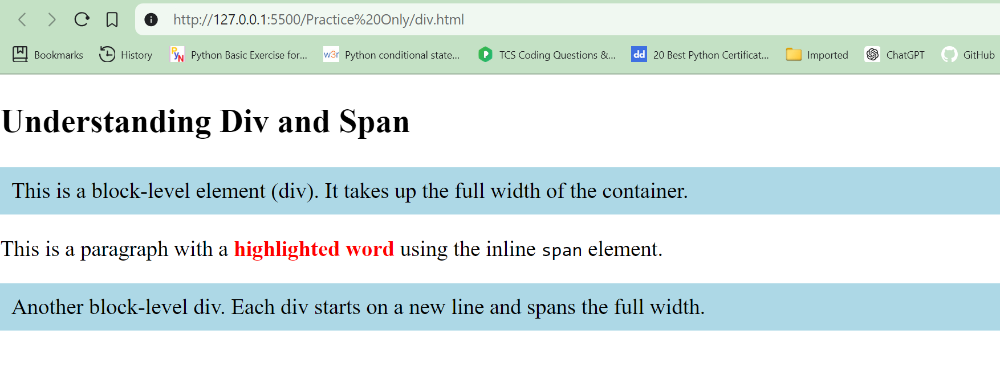 http://127.0.0.1:5500/Practice%20Only/div.html
Bookmarks History PYN Python Basic Exercise for... w3r Python conditional state... P TCS Coding Questions &... dd 20 Best Python Certificat... Imported ChatGPT GitHub
Understanding Div and Span
This is a block-level element (div). It takes up the full width of the container.
This is a paragraph with a highlighted word using the inline span element.
Another block-level div. Each div starts on a new line and spans the full width.